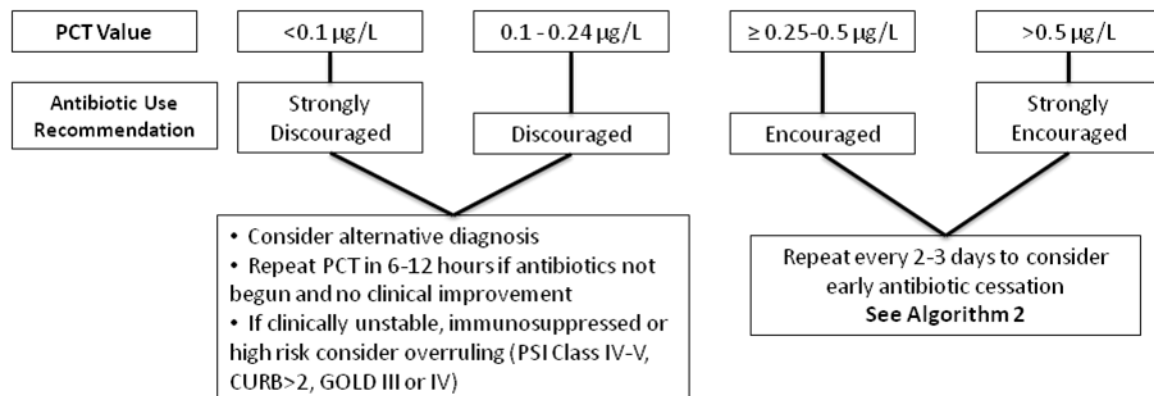 PCT Value
<0.1 µg/L
0.1 - 0.24 µg/L
≥ 0.25-0.5 µg/L
>0.5 µg/L
Antibiotic Use
Recommendation
Strongly
Discouraged
Discouraged
Encouraged
Strongly
Encouraged
• Consider alternative diagnosis
• Repeat PCT in 6-12 hours if antibiotics not
begun and no clinical improvement
• If clinically unstable, immunosuppressed or
high risk consider overruling (PSI Class IV-V,
CURB>2, GOLD III or IV)
Repeat every 2-3 days to consider
early antibiotic cessation
See Algorithm 2